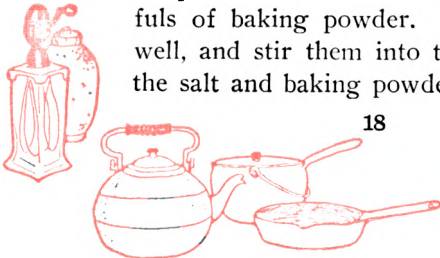 fuls of baking powder.
well, and stir them into t
the salt and baking powde
18